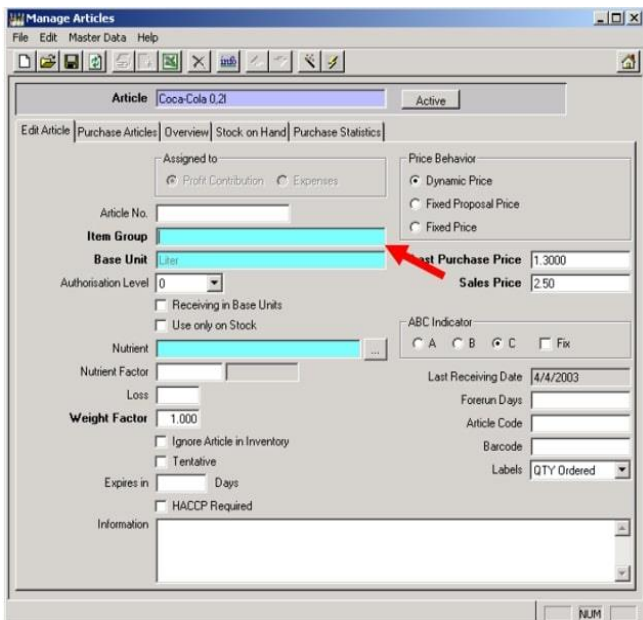 Manage Articles
File Edit Master Data Help
info
Article Coca-Cola 0,2l Active
Edit Article Purchase Articles Overview Stock on Hand Purchase Statistics
Assigned to
Profit Contribution Expenses
Price Behavior
Dynamic Price
Fixed Proposal Price
Fixed Price
Article No.
Item Group
Base Unit Liter
Last Purchase Price 1.3000
Authorisation Level 0
Sales Price 2.50
Receiving in Base Units
Use only on Stock
ABC Indicator
A B C Fix
Nutrient ...
Nutrient Factor
Last Receiving Date 4/4/2003
Loss
Forerun Days
Weight Factor 1.000
Article Code
Ignore Article in Inventory
Barcode
Tentative
Labels QTY Ordered
Expires in Days
HACCP Required
Information
NUM